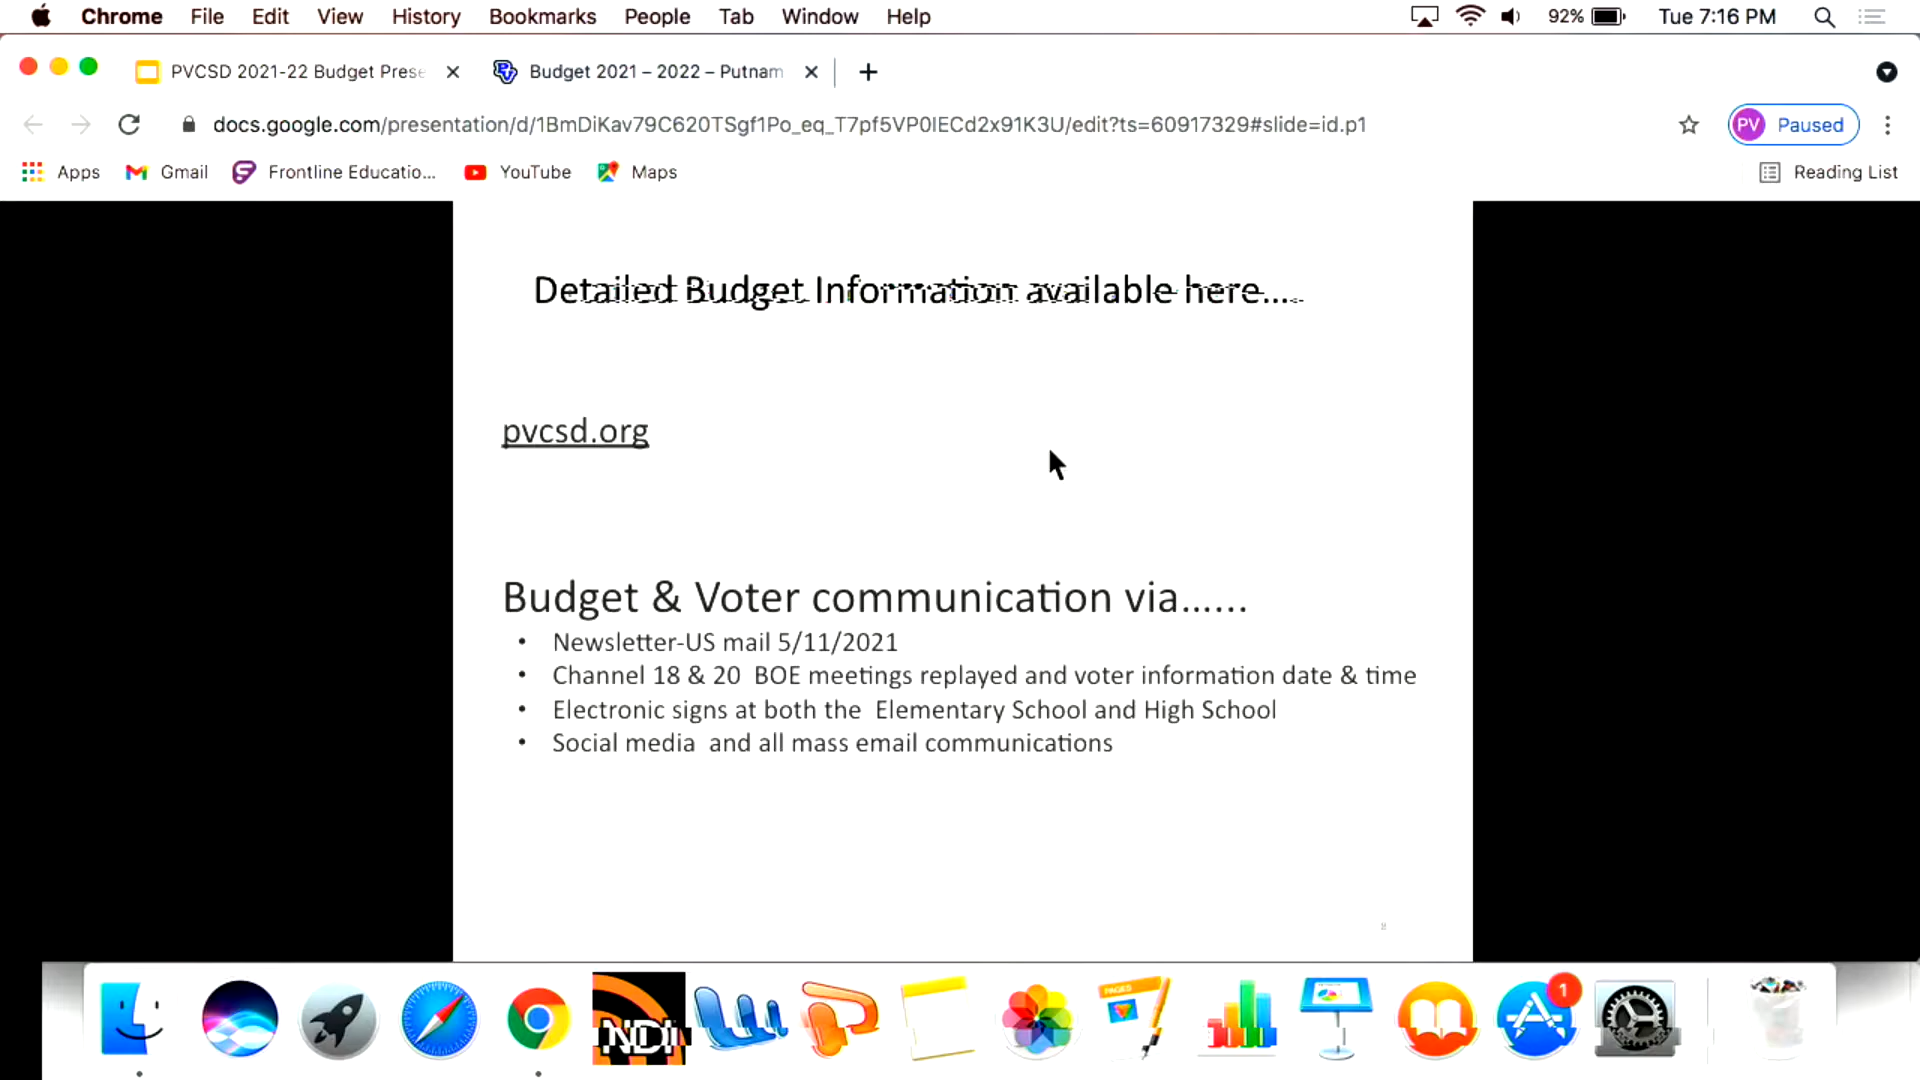 Chrome File Edit View History Bookmarks People Tab Window Help 92% Tue 7:16 PM
PVCSD 2021-22 Budget Prese Budget 2021 – 2022 – Putnam
docs.google.com/presentation/d/1BmDiKav79C620TSgf1Po_eq_T7pf5VP0IECd2x91K3U/edit?ts=60917329#slide=id.p1 PV Paused
Apps Gmail Frontline Educatio... YouTube Maps Reading List
Detailed Budget Information available here....
pvcsd.org
Budget & Voter communication via......
• Newsletter-US mail 5/11/2021
• Channel 18 & 20 BOE meetings replayed and voter information date & time
• Electronic signs at both the Elementary School and High School
• Social media and all mass email communications
NDI PAGES 1